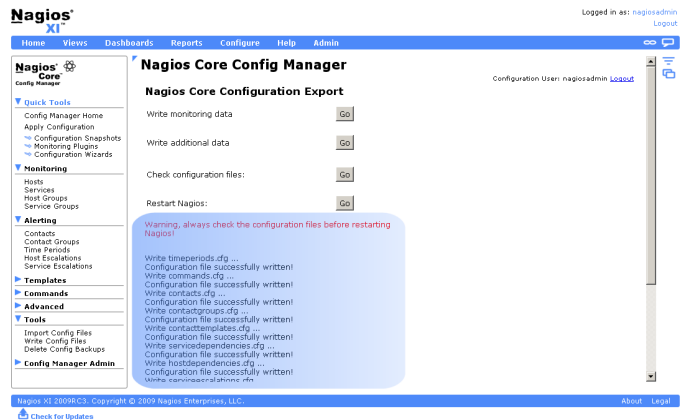 Nagios®
XI™
Logged in as: nagiosadmin
Logout
Home Views Dashboards Reports Configure Help Admin
Nagios®
Core™
Config Manager
Quick Tools
Config Manager Home
Apply Configuration
Configuration Snapshots
Monitoring Plugins
Configuration Wizards
Monitoring
Hosts
Services
Host Groups
Service Groups
Alerting
Contacts
Contact Groups
Time Periods
Host Escalations
Service Escalations
Templates
Commands
Advanced
Tools
Import Config Files
Write Config Files
Delete Config Backups
Config Manager Admin
Nagios Core Config Manager
Configuration User: nagiosadmin Logout
Nagios Core Configuration Export
Write monitoring data Go
Write additional data Go
Check configuration files: Go
Restart Nagios: Go
Warning, always check the configuration files before restarting
Nagios!
Write timeperiods.cfg ...
Configuration file successfully written!
Write commands.cfg ...
Configuration file successfully written!
Write contacts.cfg ...
Configuration file successfully written!
Write contactgroups.cfg ...
Configuration file successfully written!
Write contacttemplates.cfg ...
Configuration file successfully written!
Write servicedependencies.cfg ...
Configuration file successfully written!
Write hostdependencies.cfg ...
Configuration file successfully written!
Write serviceescalations.cfg ...
Nagios XI 2009RC3. Copyright © 2009 Nagios Enterprises, LLC.
About Legal
Check for Updates